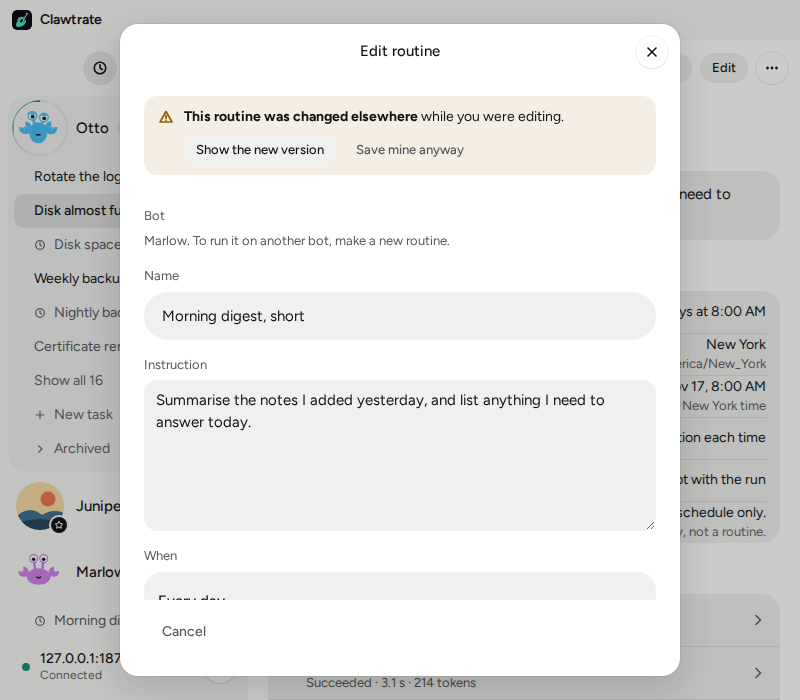 Clawtrate
Edit routine
Edit
This routine was changed elsewhere while you were editing.
Show the new version
Save mine anyway
Otto
Rotate the log
Disk almost fu
Disk space
Weekly backu
Nightly bac
Certificate ren
Show all 16
New task
Archived
Junipe
Marlow
Morning di
127.0.0.1:187
Connected
Bot
Marlow. To run it on another bot, make a new routine.
Name
Morning digest, short
Instruction
Summarise the notes I added yesterday, and list anything I need to
answer today.
When
Every day
Cancel
need to
ys at 8:00 AM
New York
erica/New_York
ov 17, 8:00 AM
New York time
tion each time
ot with the run
schedule only.
y, not a routine.
Succeeded · 3.1 s · 214 tokens